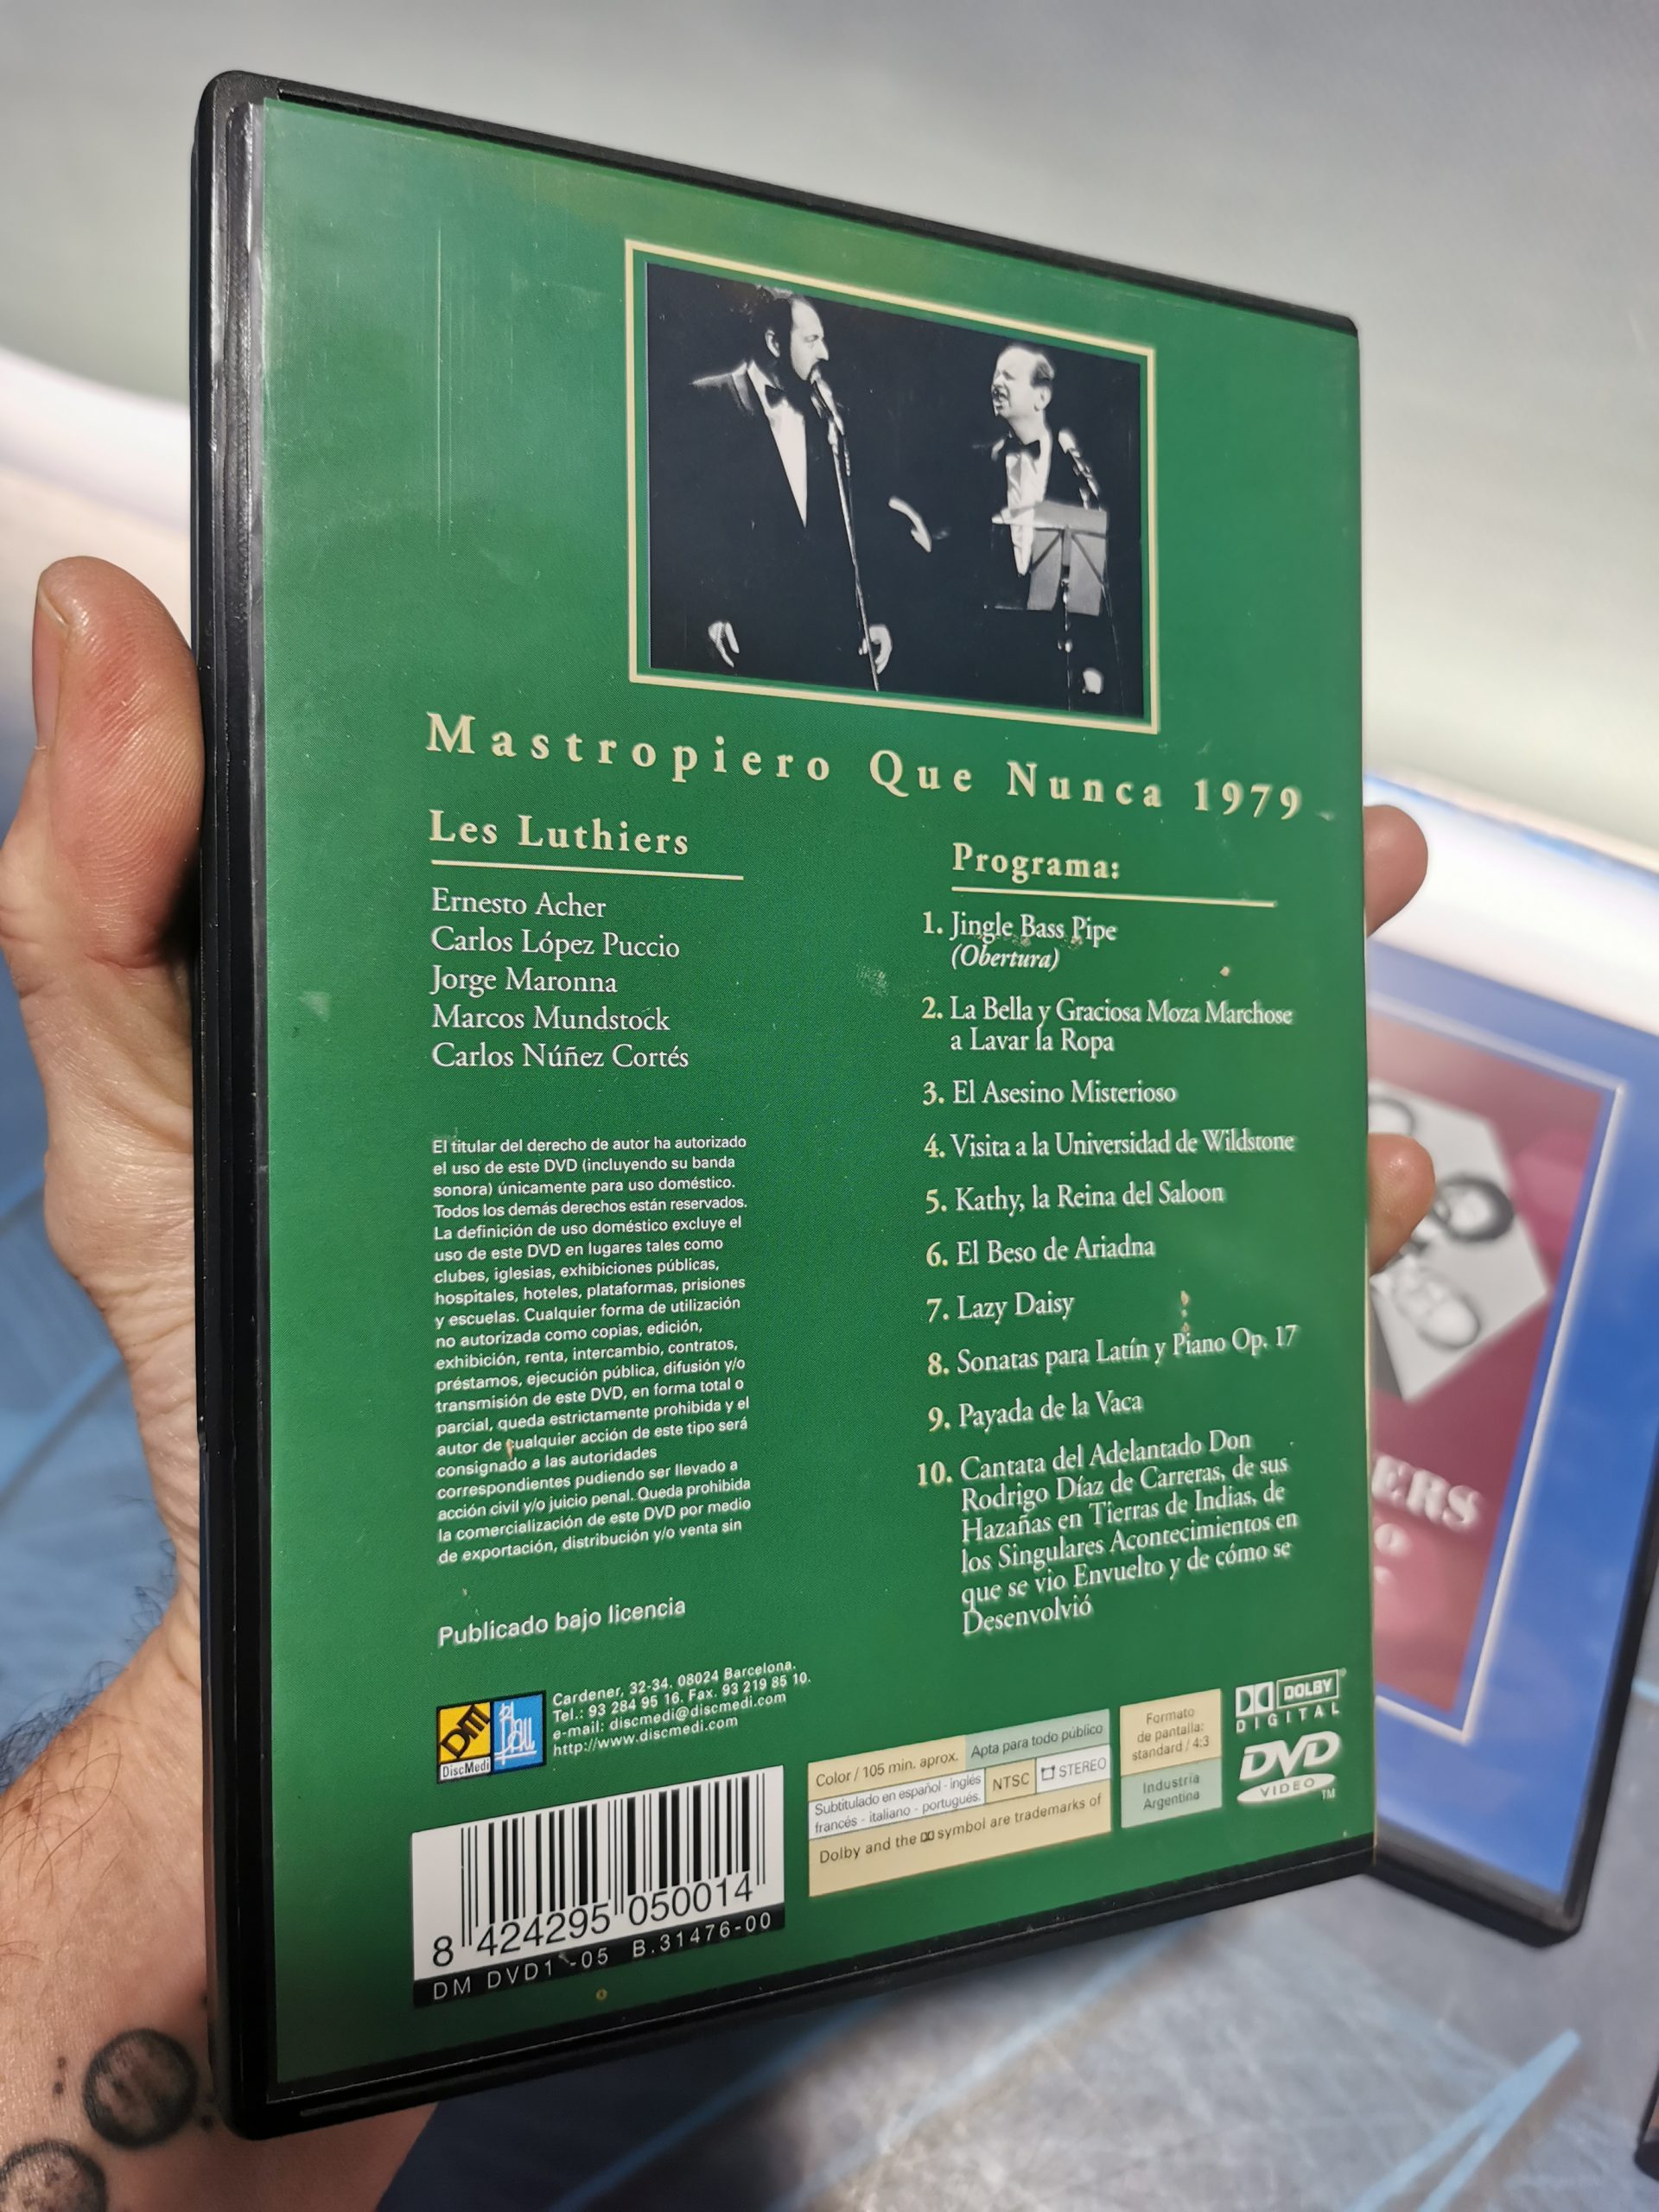 Mastropiero Que Nunca 1979
Les Luthiers
Ernesto Acher
Carlos López Puccio
Jorge Maronna
Marcos Mundstock
Carlos Núñez Cortés
El titular del derecho de autor ha autorizado
el uso de este DVD (incluyendo su banda
sonora) únicamente para uso doméstico.
Todos los demás derechos están reservados.
La definición de uso doméstico excluye el
uso de este DVD en lugares tales como
clubes, iglesias, exhibiciones públicas,
hospitales, hoteles, plataformas, prisiones
y escuelas. Cualquier forma de utilización
no autorizada como copias, edición,
exhibición, renta, intercambio, contratos,
préstamos, ejecución pública, difusión y/o
transmisión de este DVD, en forma total o
parcial, queda estrictamente prohibida y el
autor de cualquier acción de este tipo será
consignado a las autoridades
correspondientes pudiendo ser llevado a
acción civil y/o juicio penal. Queda prohibida
la comercialización de este DVD por medio
de exportación, distribución y/o venta sin
Publicado bajo licencia
Programa:
1. Jingle Bass Pipe
(Obertura)
2. La Bella y Graciosa Moza Marchose
a Lavar la Ropa
3. El Asesino Misterioso
4. Visita a la Universidad de Wildstone
5. Kathy, la Reina del Saloon
6. El Beso de Ariadna
7. Lazy Daisy
8. Sonatas para Latín y Piano Op. 17
9. Payada de la Vaca
10. Cantata del Adelantado Don
Rodrigo Díaz de Carreras, de sus
Hazañas en Tierras de Indias, de
los Singulares Acontecimientos en
que se vio Envuelto y de cómo se
Desenvolvió
DM
DiscMedi
Blau
Cardener, 32-34. 08024 Barcelona.
Tel.: 93 284 95 16. Fax. 93 219 85 10.
e-mail: discmedi@discmedi.com
http://www.discmedi.com
8 424295 050014
DM DVD1 -05 B.31476-00
Color / 105 min. aprox.
Apta para todo público
Subtitulado en español - inglés
francés - italiano - portugués.
NTSC
STEREO
Dolby and the symbol are trademarks of
Formato
de pantalla:
standard / 4:3
Industria
Argentina
DOLBY
DIGITAL
DVD
VIDEO
TM
ERS